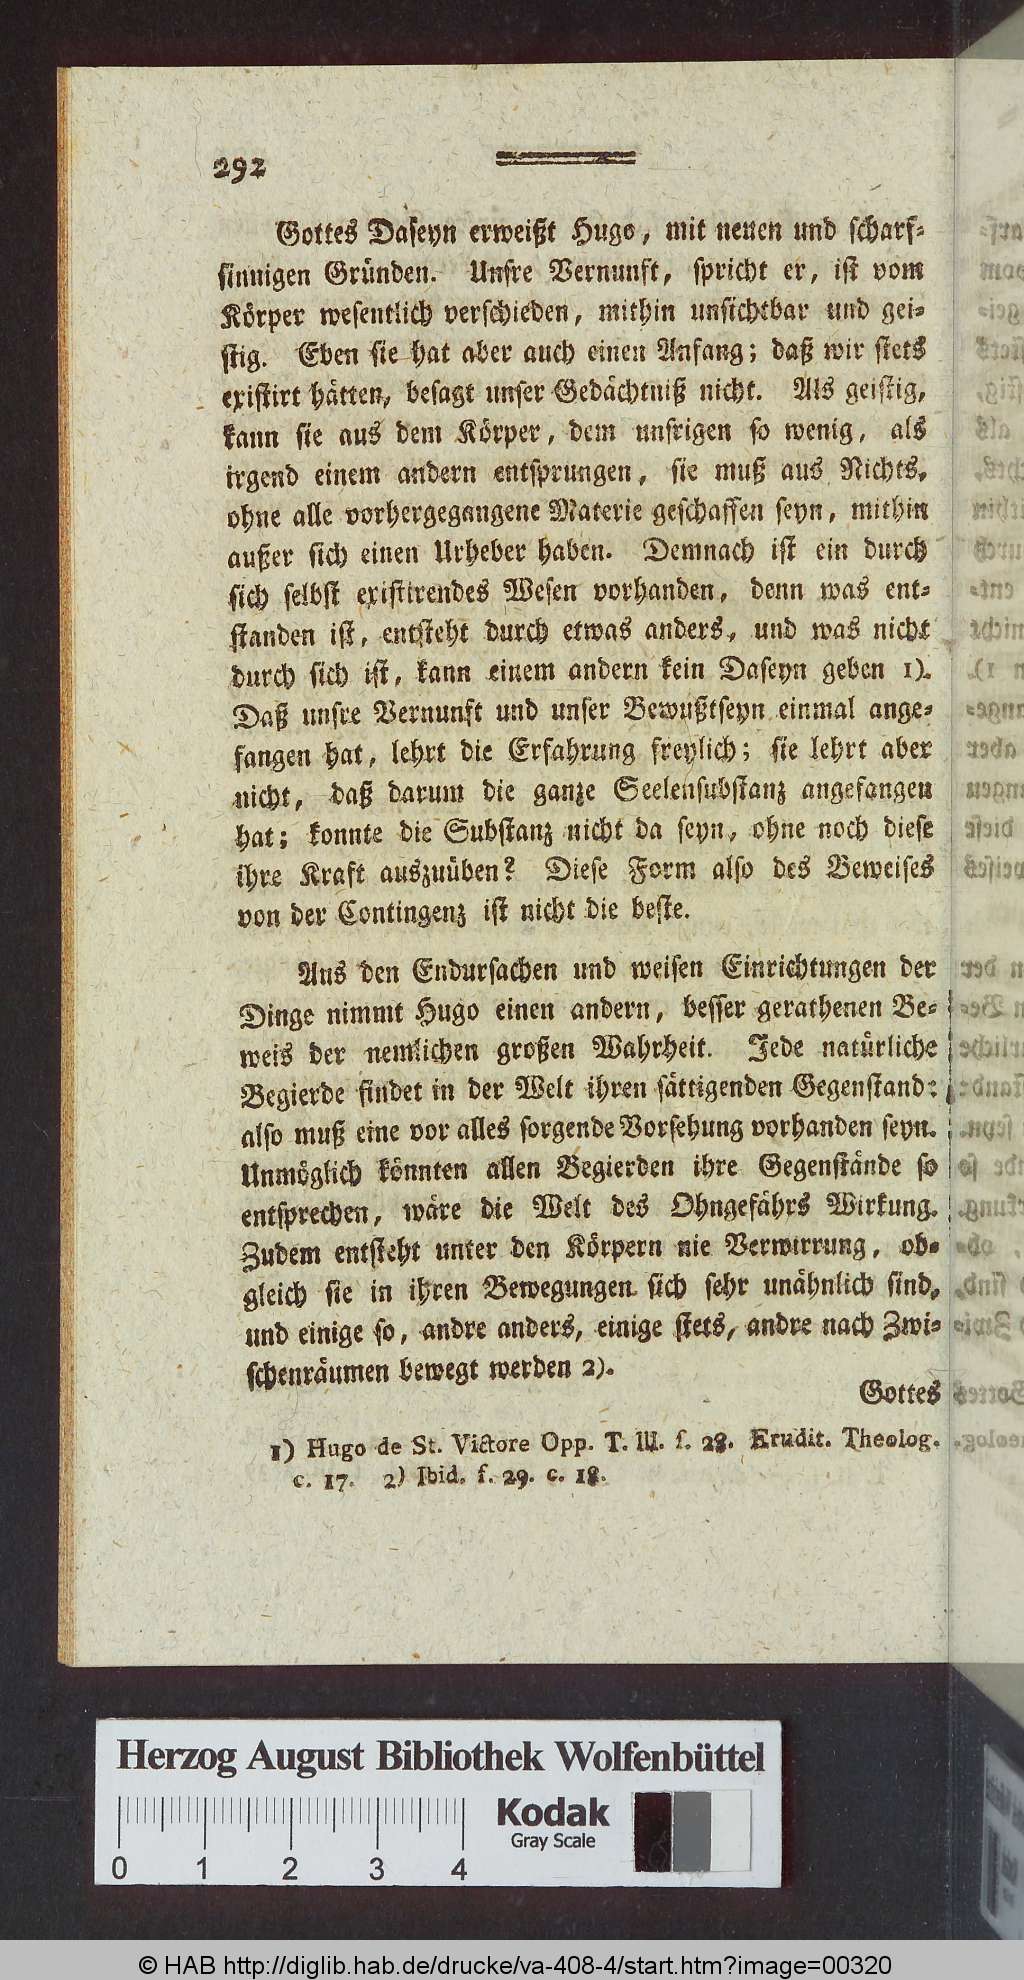 292
Gottes Daseyn erweißt Hugo, mit neuen und scharf-
sinnigen Gründen. Unsre Vernunft, spricht er, ist vom
Körper wesentlich verschieden, mithin unsichtbar und gei-
stig. Eben sie hat aber auch einen Anfang; daß wir stets
existirt hätten, besagt unser Gedächtniß nicht. Als geistig,
kann sie aus dem Körper, dem unsrigen so wenig, als
irgend einem andern entsprungen, sie muß aus Nichts,
ohne alle vorhergegangene Materie geschaffen seyn, mithin
außer sich einen Urheber haben. Demnach ist ein durch
sich selbst existirendes Wesen vorhanden, denn was ent-
standen ist, entsteht durch etwas anders, und was nicht
durch sich ist, kann einem andern kein Daseyn geben 1).
Daß unsre Vernunft und unser Bewußtseyn einmal ange-
fangen hat, lehrt die Erfahrung freylich; sie lehrt aber
nicht, daß darum die ganze Seelensubstanz angefangen
hat; konnte die Substanz nicht da seyn, ohne noch diese
ihre Kraft auszuüben? Diese Form also des Beweises
von der Contingenz ist nicht die beste.
Aus den Endursachen und weisen Einrichtungen der
Dinge nimmt Hugo einen andern, besser gerathenen Be-
weis der nemlichen großen Wahrheit. Jede natürliche
Begierde findet in der Welt ihren sättigenden Gegenstand:
also muß eine vor alles sorgende Vorsehung vorhanden seyn.
Unmöglich könnten allen Begierden ihre Gegenstände so
entsprechen, wäre die Welt des Ohngefährs Wirkung.
Zudem entsteht unter den Körpern nie Verwirrung, ob-
gleich sie in ihren Bewegungen sich sehr unähnlich sind,
und einige so, andre anders, einige stets, andre nach Zwi-
schenräumen bewegt werden 2).
Gottes
1) Hugo de St. Victore Opp. T. III. f. 28. Erudit. Theolog.
c. 17. 2) Ibid. f. 29. c. 18.
Herzog August Bibliothek Wolfenbüttel
Kodak
Gray Scale
0 1 2 3 4
© HAB http://diglib.hab.de/drucke/va-408-4/start.htm?image=00320